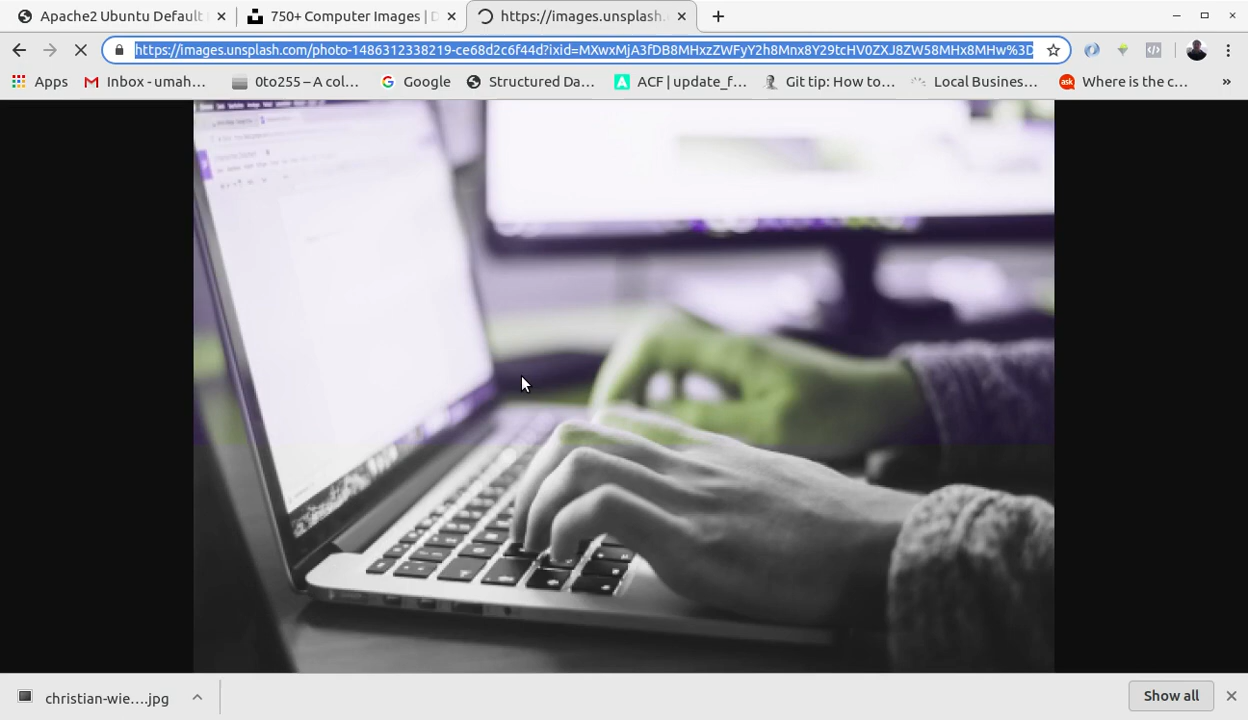 Apache2 Ubuntu Default
750+ Computer Images | D
https://images.unsplash.
https://images.unsplash.com/photo-1486312338219-ce68d2c6f44d?ixid=MXwxMjA3fDB8MHxzZWFyY2h8Mnx8Y29tcHV0ZXJ8ZW58MHx8MHw%3D
Apps
Inbox - umah...
0to255 – A col...
Google
Structured Da...
ACF | update_f...
Git tip: How to...
Local Business...
ask
Where is the c...
»
christian-wie....jpg
Show all